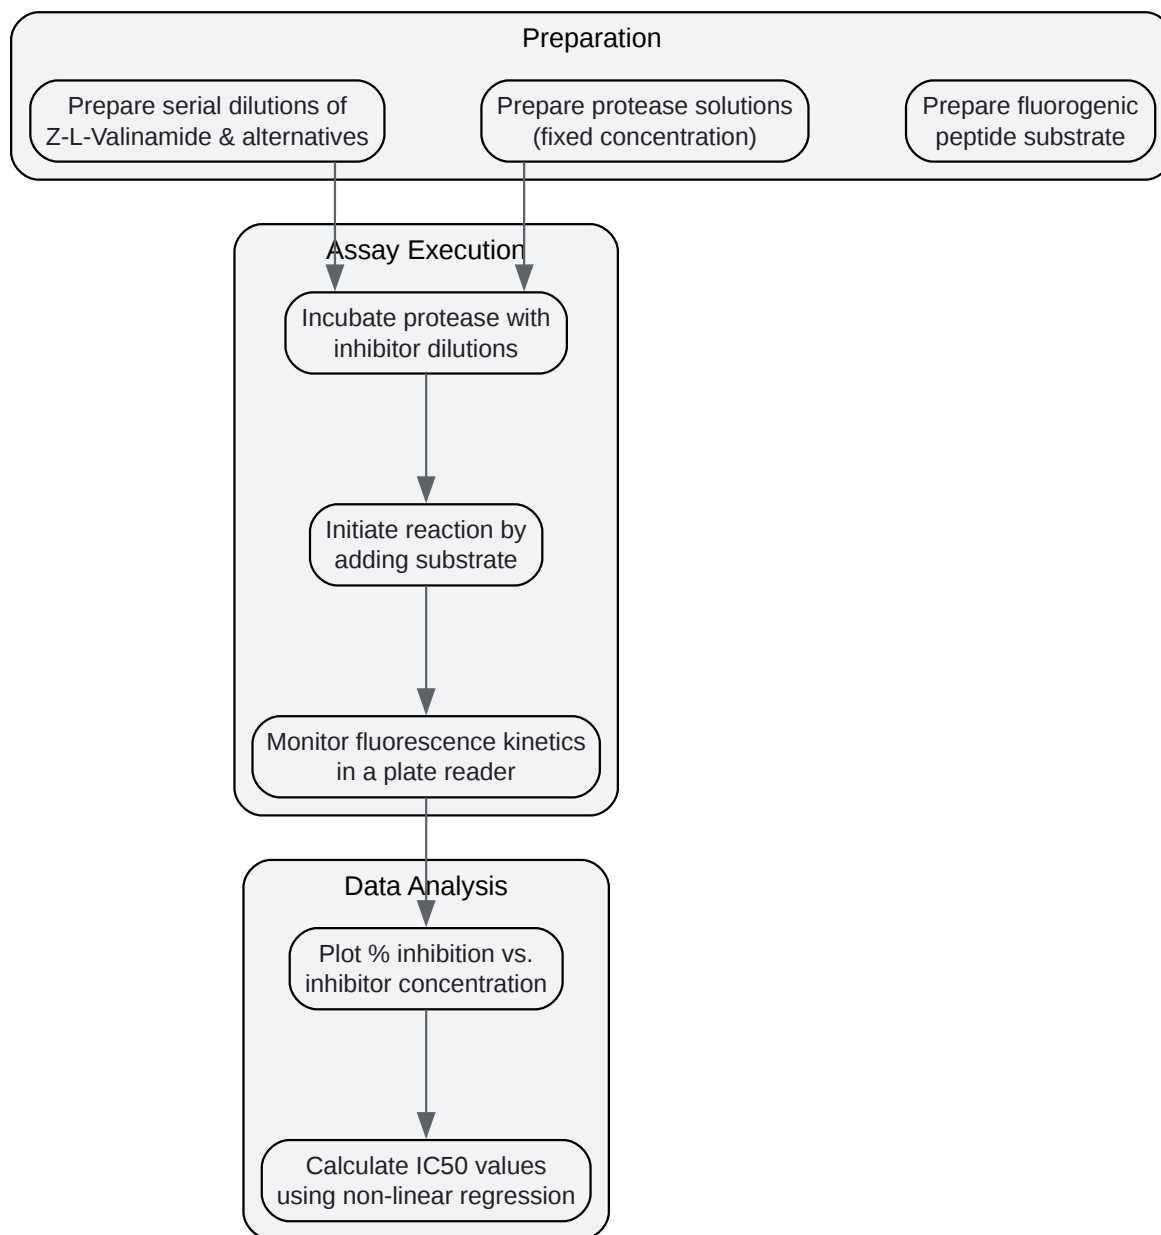 Preparation
Prepare serial dilutions of
Z-L-Valinamide & alternatives
Prepare protease solutions
(fixed concentration)
Prepare fluorogenic
peptide substrate
Assay Execution
Incubate protease with
inhibitor dilutions
Initiate reaction by
adding substrate
Monitor fluorescence kinetics
in a plate reader
Data Analysis
Plot % inhibition vs.
inhibitor concentration
Calculate IC50 values
using non-linear regression